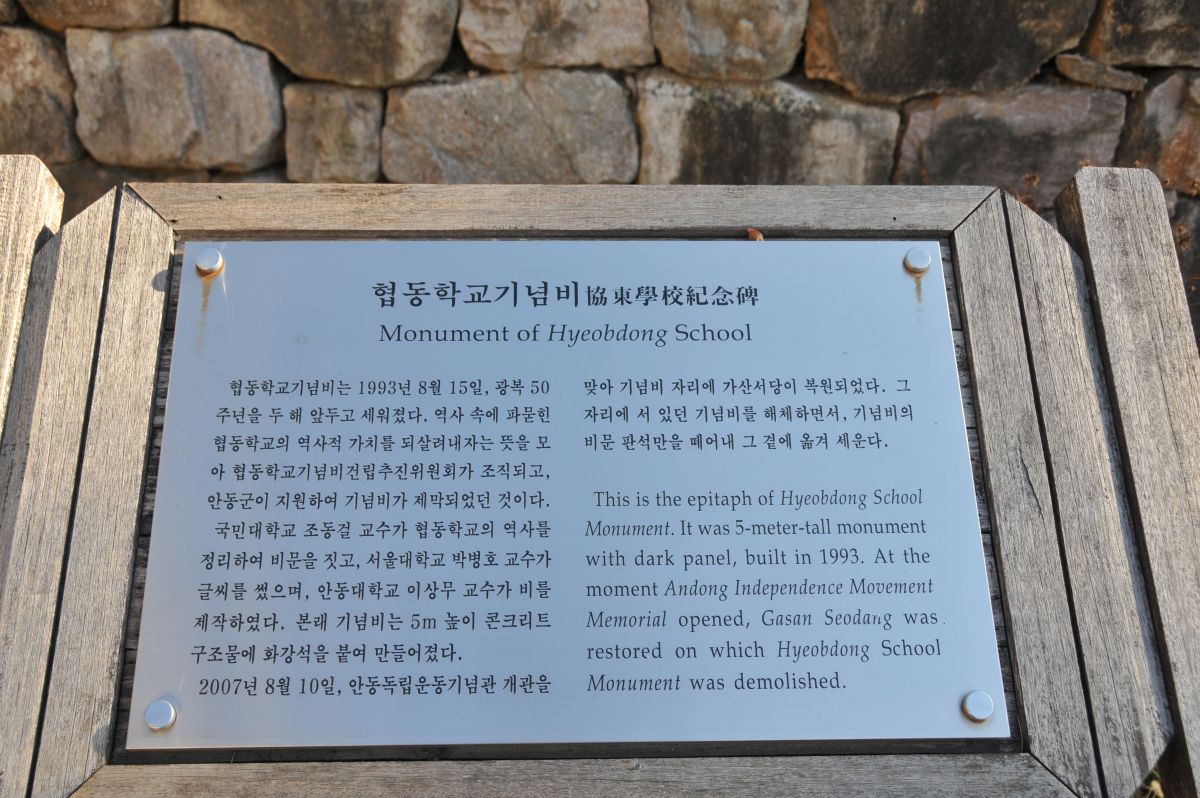 협동학교기념비 協東學校紀念碑
Monument of Hyeobdong School
협동학교기념비는 1993년 8월 15일, 광복 50
주년을 두 해 앞두고 세워졌다. 역사 속에 파묻힌
협동학교의 역사적 가치를 되살려내자는 뜻을 모
아 협동학교기념비건립추진위원회가 조직되고,
안동군이 지원하여 기념비가 제막되었던 것이다.
국민대학교 조동걸 교수가 협동학교의 역사를
정리하여 비문을 짓고, 서울대학교 박병호 교수가
글씨를 썼으며, 안동대학교 이상무 교수가 비를
제작하였다. 본래 기념비는 5m 높이 콘크리트
구조물에 화강석을 붙여 만들어졌다.
2007년 8월 10일, 안동독립운동기념관 개관을
맞아 기념비 자리에 가산서당이 복원되었다. 그
자리에 서 있던 기념비를 해체하면서, 기념비의
비문 판석만을 떼어내 그 곁에 옮겨 세운다.
This is the epitaph of Hyeobdong School
Monument. It was 5-meter-tall monument
with dark panel, built in 1993. At the
moment Andong Independence Movement
Memorial opened, Gasan Seodang was
restored on which Hyeobdong School
Monument was demolished.